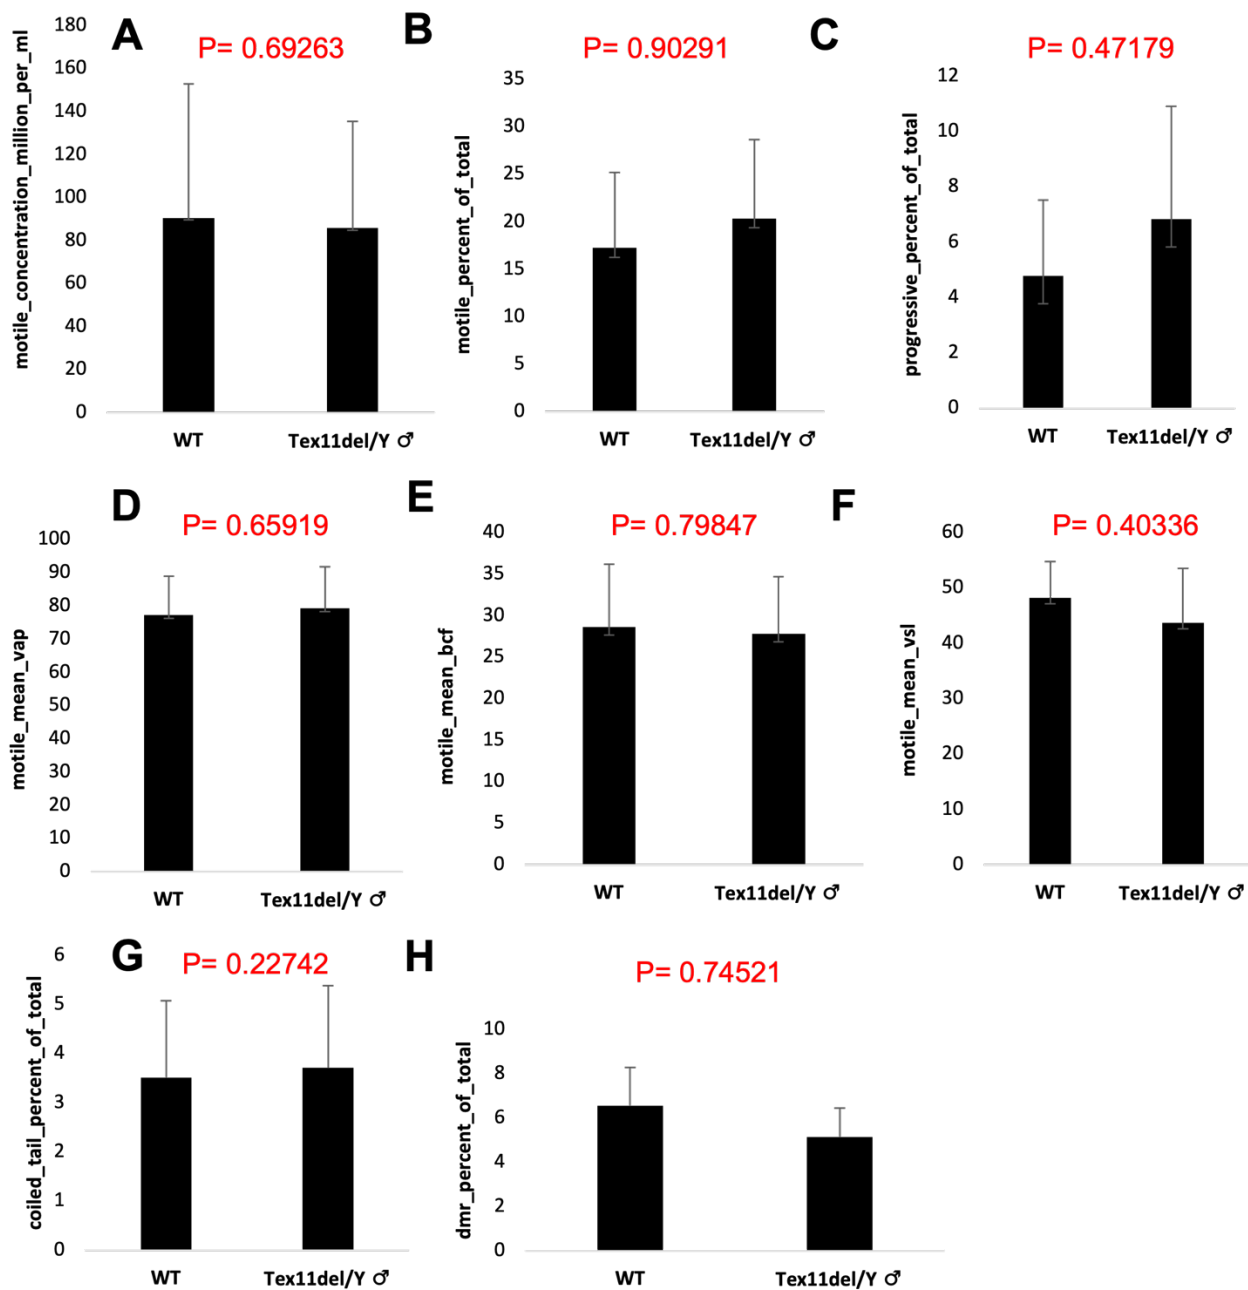 A
P= 0.69263
motile_concentration_million_per_ml
180
160
140
120
100
80
60
40
20
0
WT
Tex11del/Y ♂
B
P= 0.90291
motile_percent_of_total
35
30
25
20
15
10
5
0
WT
Tex11del/Y ♂
C
P= 0.47179
progressive_percent_of_total
12
10
8
6
4
2
0
WT
Tex11del/Y ♂
D
P= 0.65919
motile_mean_vap
100
90
80
70
60
50
40
30
20
10
0
WT
Tex11del/Y ♂
E
P= 0.79847
motile_mean_bcf
40
35
30
25
20
15
10
5
0
WT
Tex11del/Y ♂
F
P= 0.40336
motile_mean_vsl
60
50
40
30
20
10
0
WT
Tex11del/Y ♂
G
P= 0.22742
coiled_tail_percent_of_total
6
5
4
3
2
1
0
WT
Tex11del/Y ♂
H
P= 0.74521
dmr_percent_of_total
10
8
6
4
2
0
WT
Tex11del/Y ♂